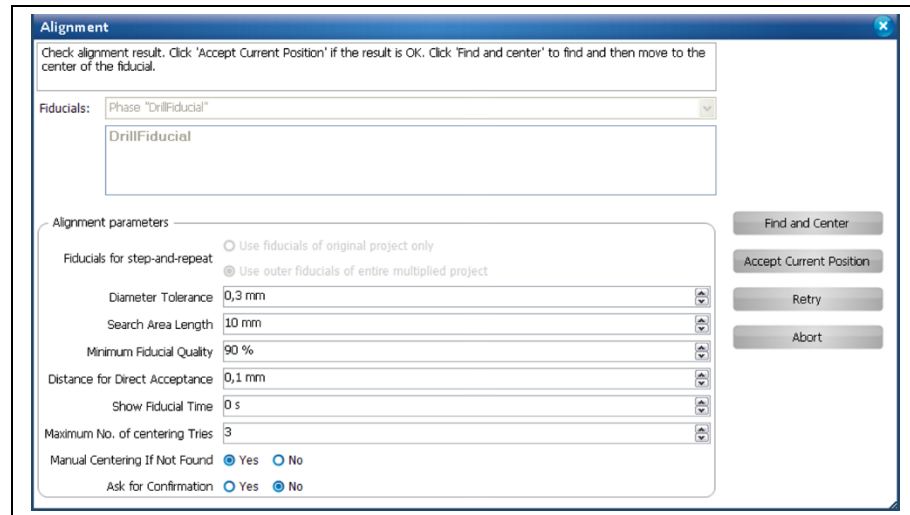 Alignment
Check alignment result. Click 'Accept Current Position' if the result is OK. Click 'Find and center' to find and then move to the
center of the fiducial.
Fiducials: Phase "DrillFiducial"
DrillFiducial
Alignment parameters
Fiducials for step-and-repeat
Use fiducials of original project only
Use outer fiducials of entire multiplied project
Diameter Tolerance 0,3 mm
Search Area Length 10 mm
Minimum Fiducial Quality 90 %
Distance for Direct Acceptance 0,1 mm
Show Fiducial Time 0 s
Maximum No. of centering Tries 3
Manual Centering If Not Found Yes No
Ask for Confirmation Yes No
Find and Center
Accept Current Position
Retry
Abort